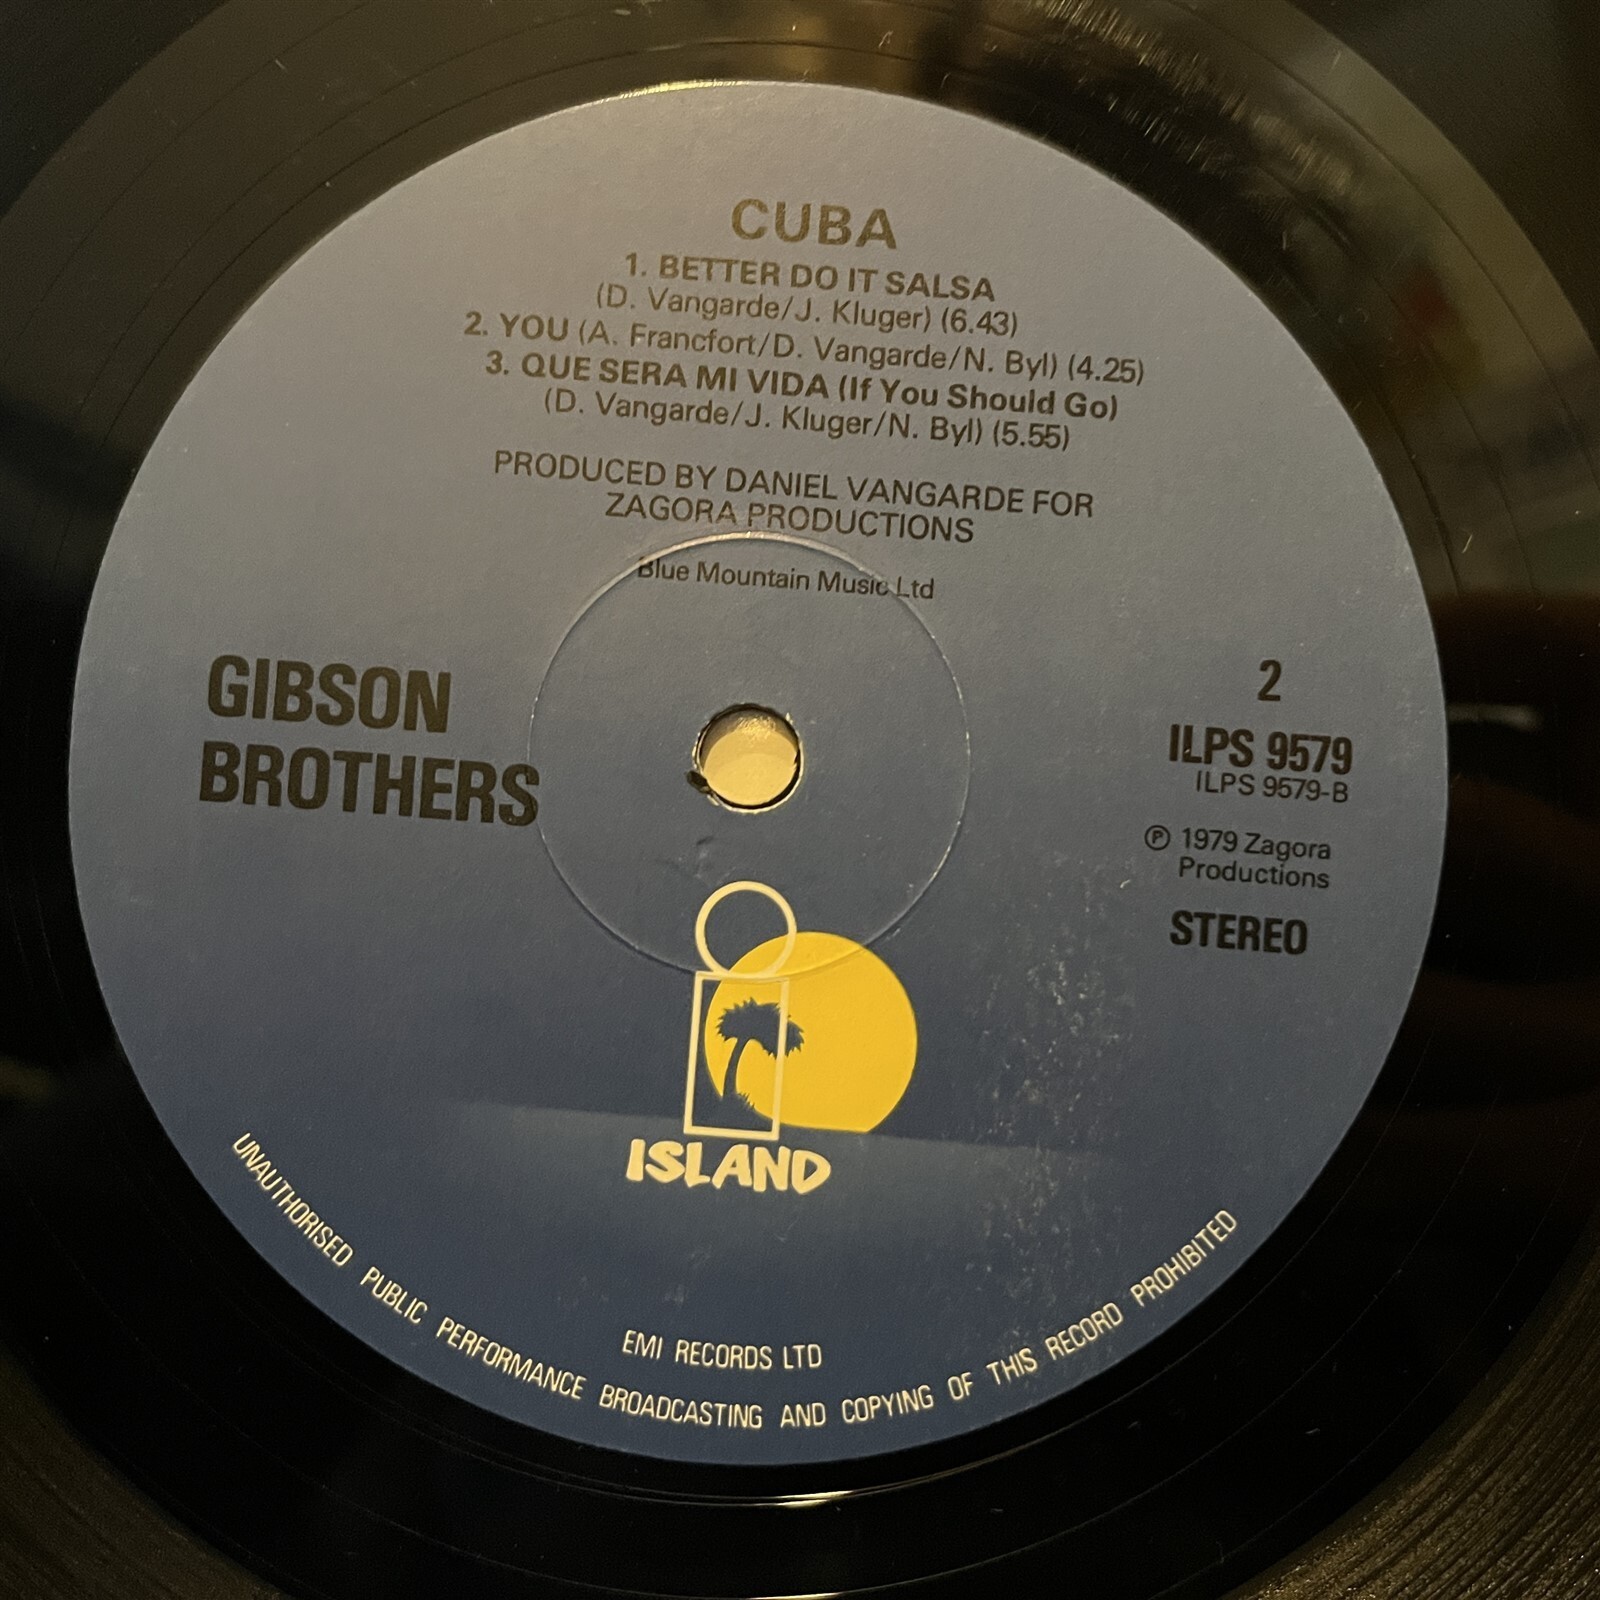 CUBA
1. BETTER DO IT SALSA
(D. Vangarde/J. Kluger) (6.43)
2. YOU (A. Francfort/D. Vangarde/N. Byl) (4.25)
3. QUE SERA MI VIDA (If You Should Go)
(D. Vangarde/J. Kluger/N. Byl) (5.55)
PRODUCED BY DANIEL VANGARDE FOR
ZAGORA PRODUCTIONS
Blue Mountain Music Ltd
GIBSON
BROTHERS
2
ILPS 9579
ILPS 9579-B
℗ 1979 Zagora
Productions
STEREO
ISLAND
EMI RECORDS LTD
UNAUTHORISED PUBLIC PERFORMANCE BROADCASTING AND COPYING OF THIS RECORD PROHIBITED